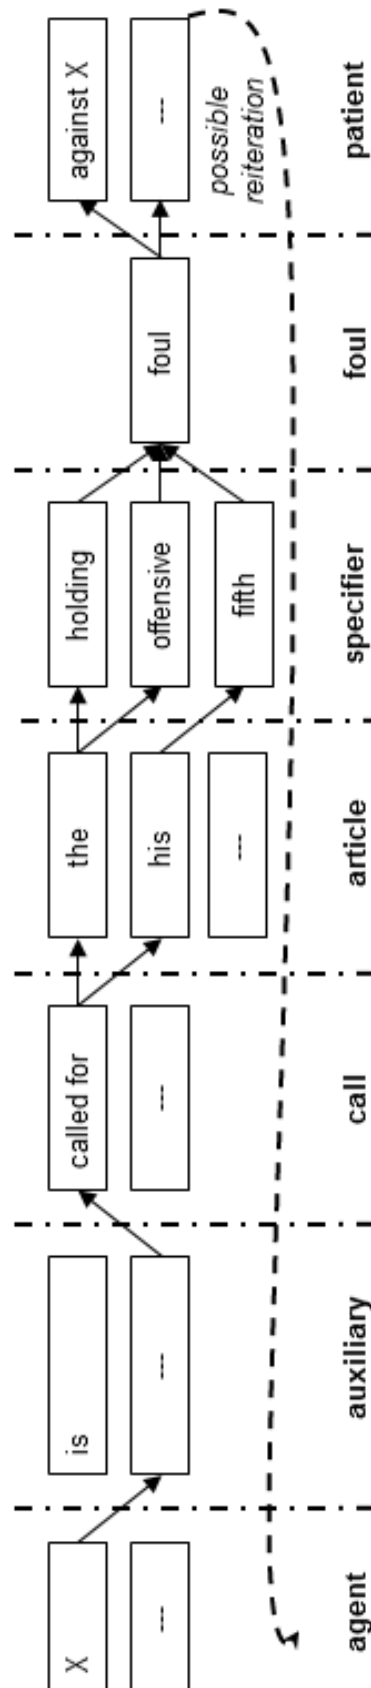 X
---
agent
is
---
auxiliary
called for
---
call
the
his
---
article
holding
offensive
fifth
specifier
foul
foul
against X
---
possible
reiteration
patient